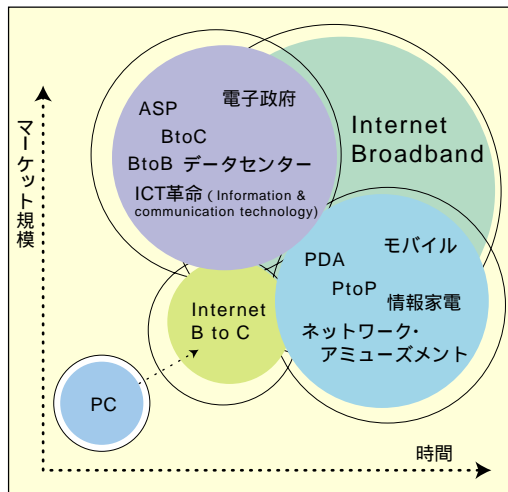 マーケット規模
ASP
電子政府
BtoC
BtoB データセンター
ICT革命 ( Information &
communication technology)
Internet
Broadband
PDA
モバイル
PtoP
情報家電
ネットワーク・
アミューズメント
Internet
B to C
PC
時間